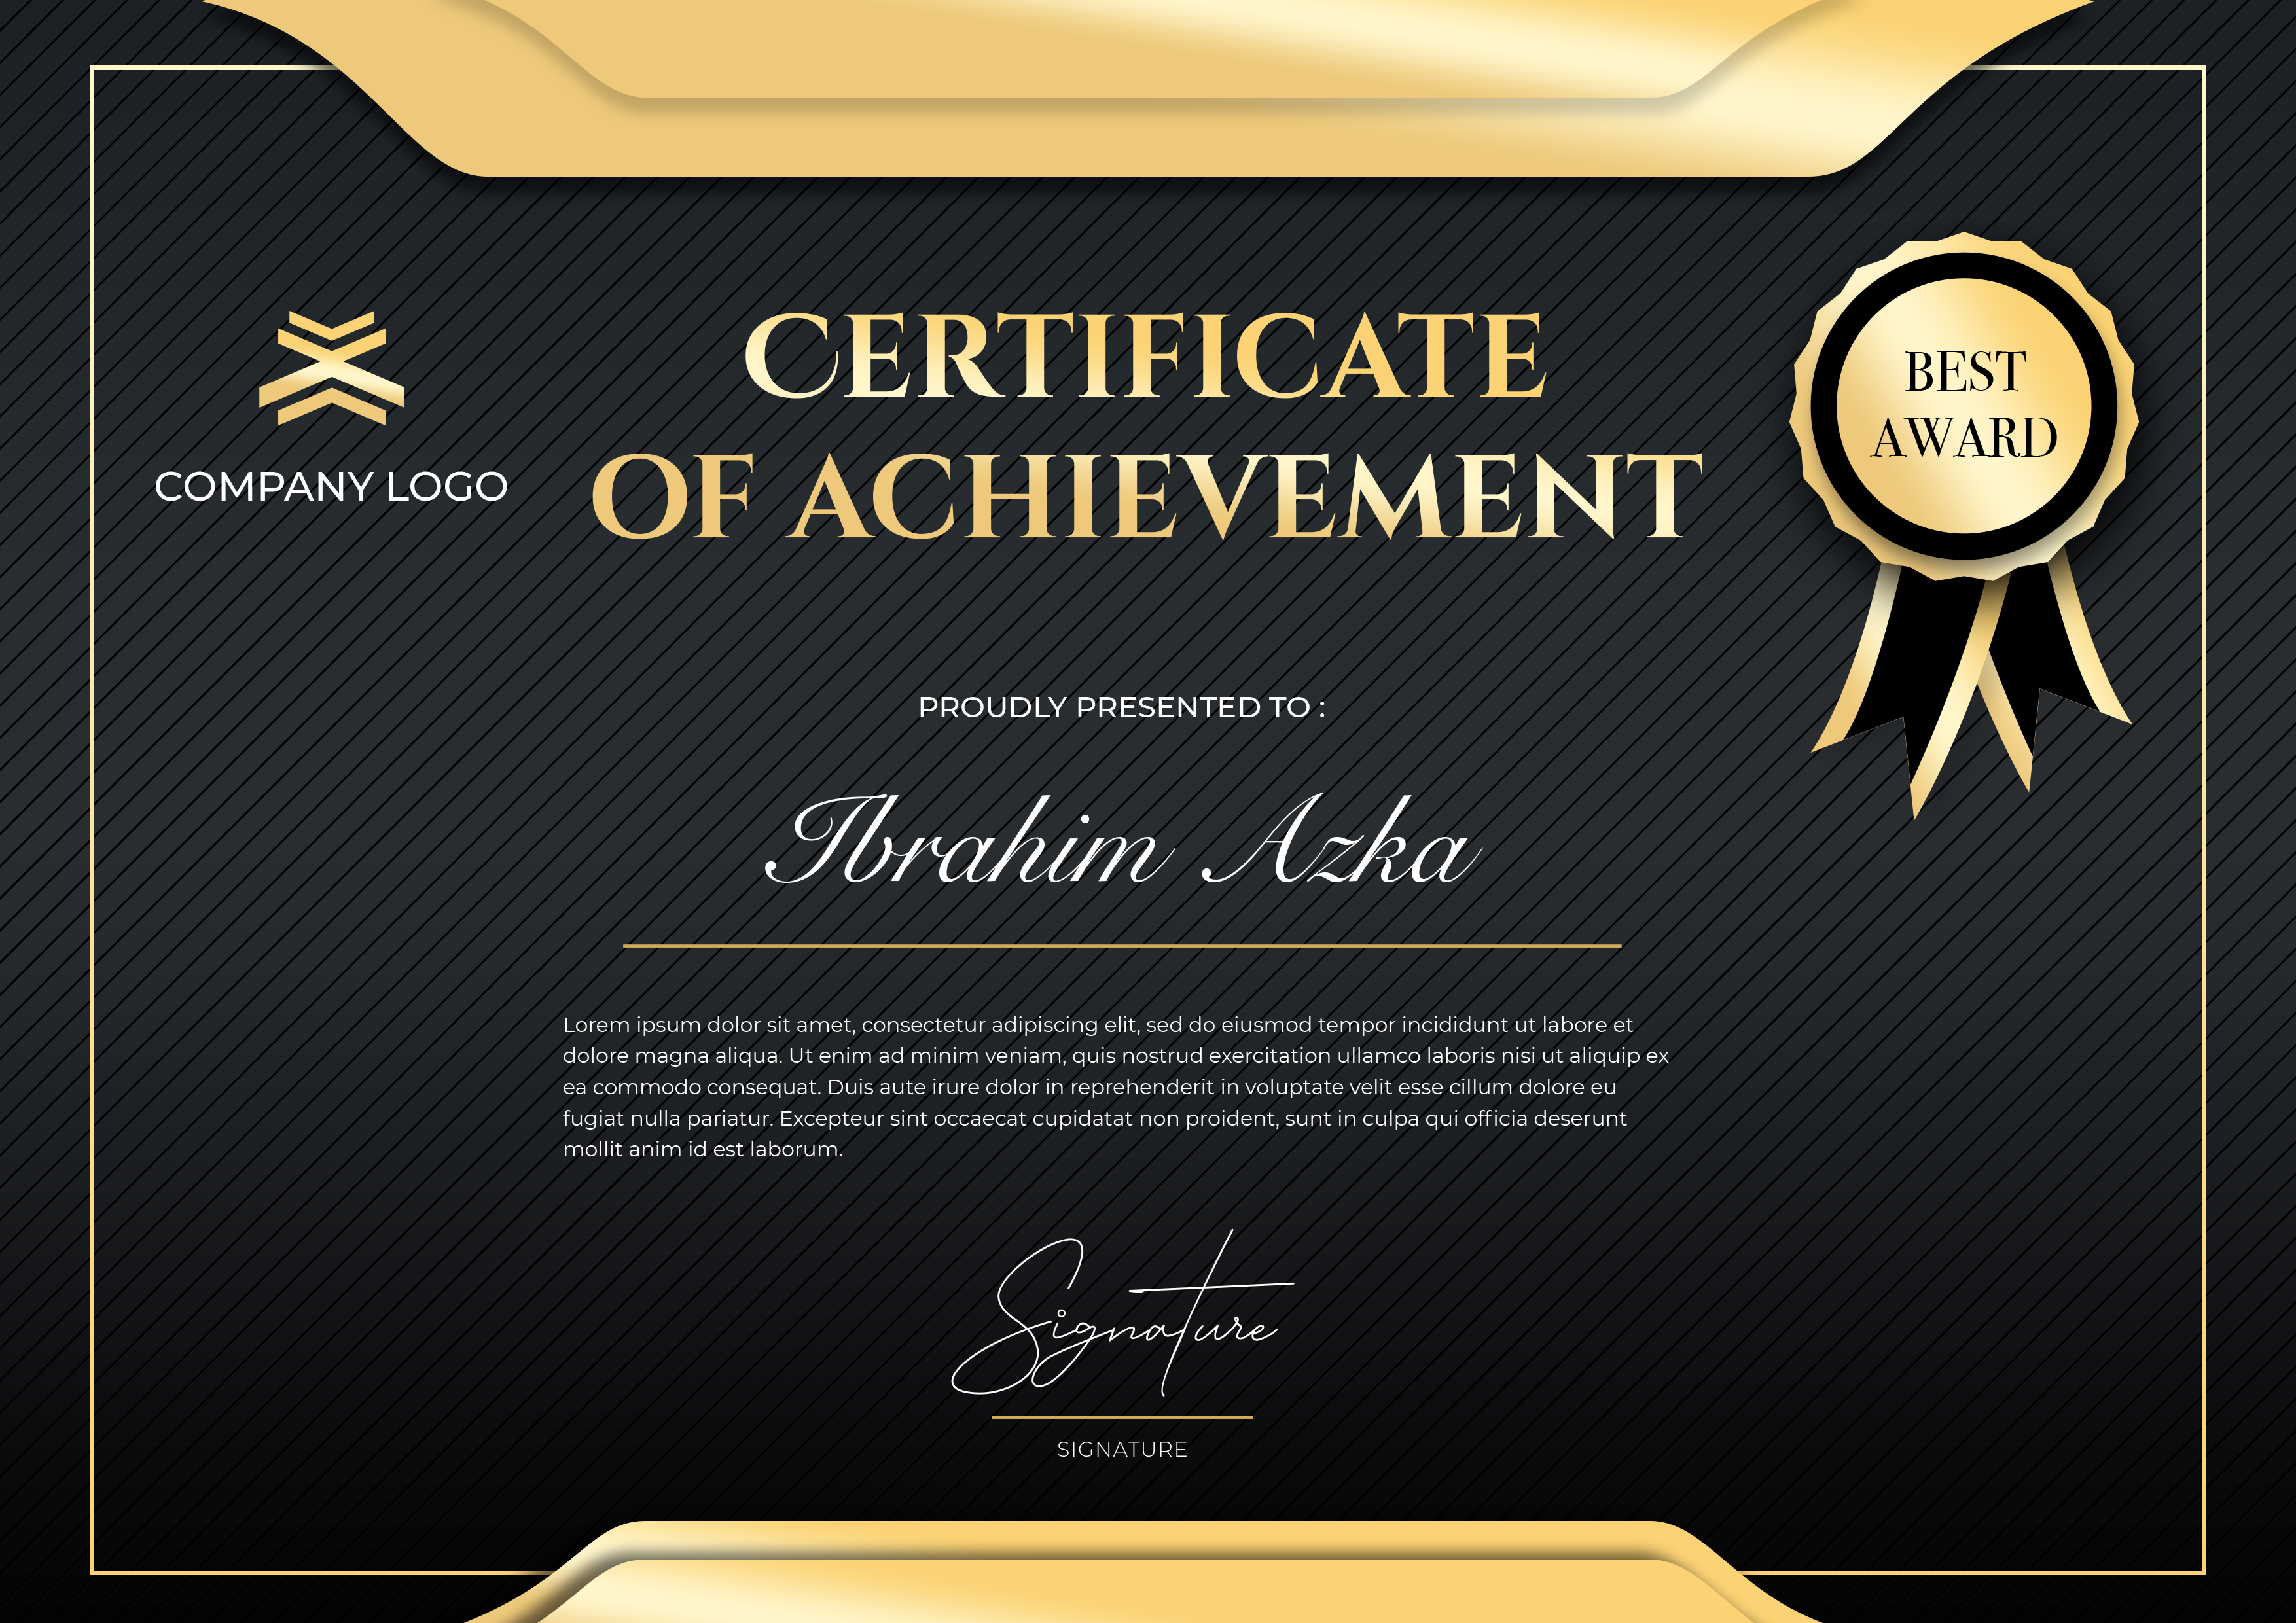 CERTIFICATE
OF ACHIEVEMENT
COMPANY LOGO
BEST
AWARD
PROUDLY PRESENTED TO :
Ibrahim Azka
Lorem ipsum dolor sit amet, consectetur adipiscing elit, sed do eiusmod tempor incididunt ut labore et
dolore magna aliqua. Ut enim ad minim veniam, quis nostrud exercitation ullamco laboris nisi ut aliquip ex
ea commodo consequat. Duis aute irure dolor in reprehenderit in voluptate velit esse cillum dolore eu
fugiat nulla pariatur. Excepteur sint occaecat cupidatat non proident, sunt in culpa qui officia deserunt
mollit anim id est laborum.
Signature
SIGNATURE